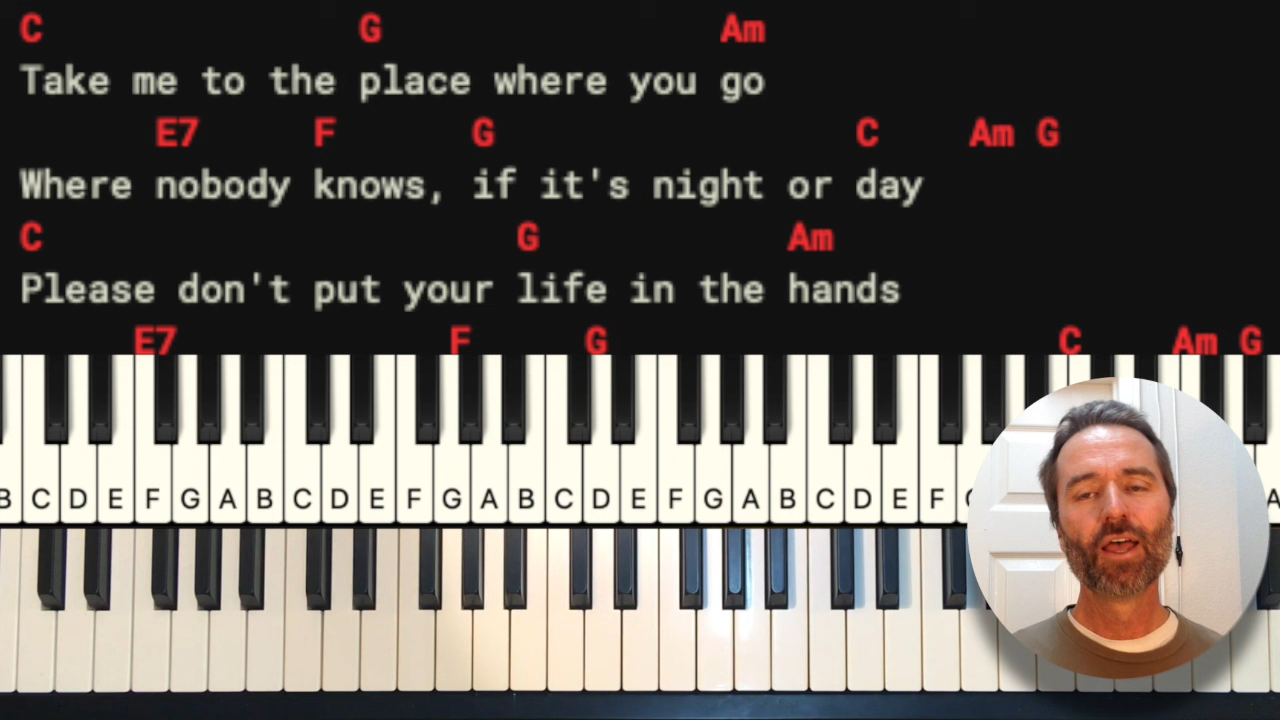 C G Am
Take me to the place where you go
E7 F G C Am G
Where nobody knows, if it's night or day
C G Am
Please don't put your life in the hands
E7 F G C Am G
B C D E F G A B C D E F G A B C D E F G A B C D E F G A